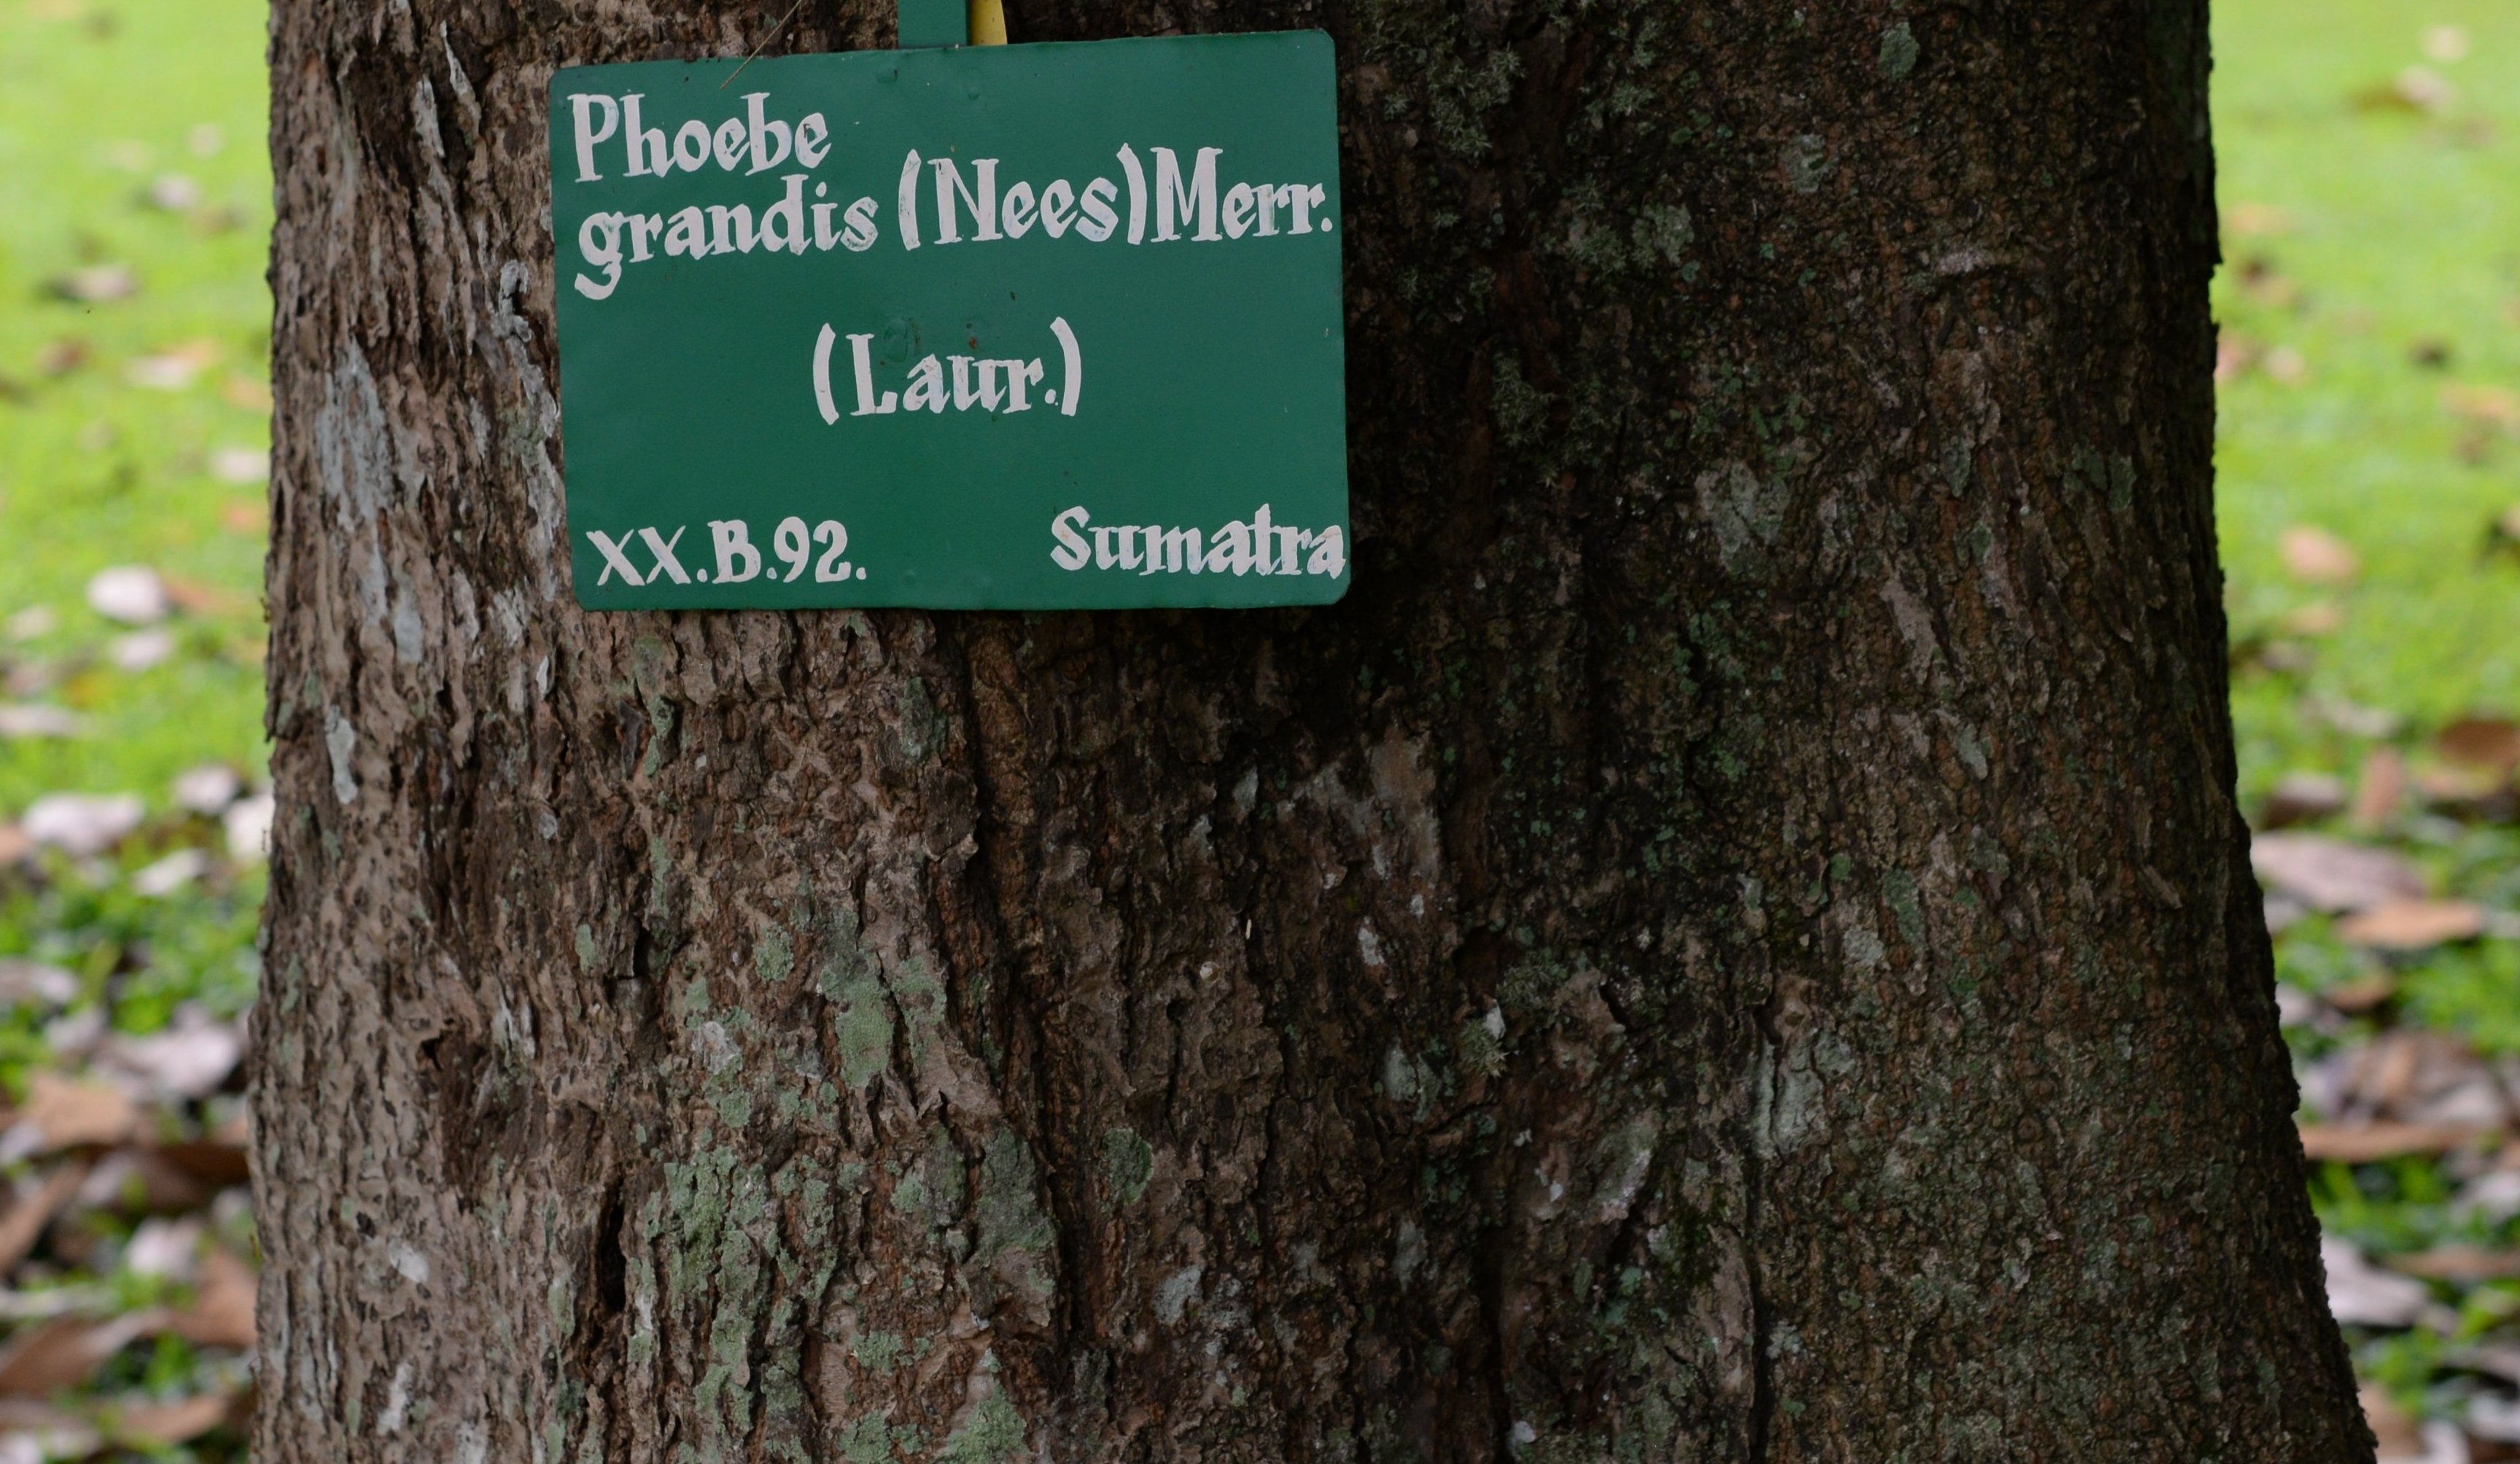 Phoebe
grandis (Nees) Merr.
(Laur.)
XX.B.92. Sumatra